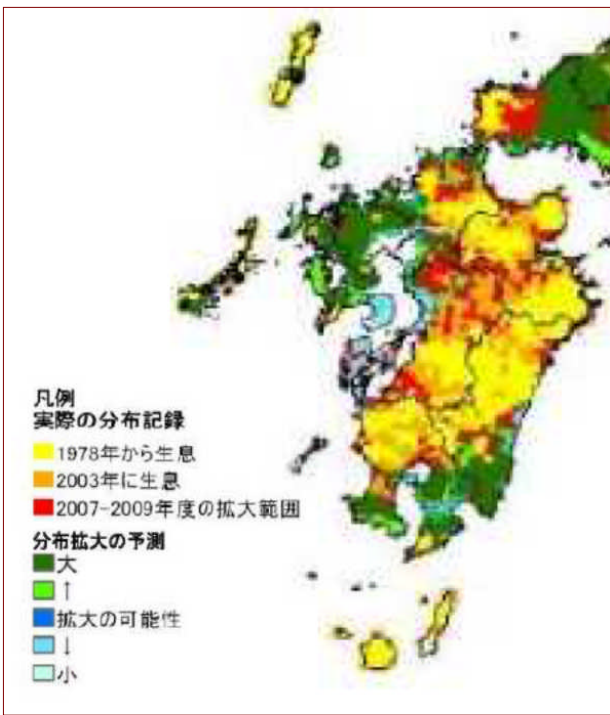 凡例
実際の分布記録
1978年から生息
2003年に生息
2007-2009年度の拡大範囲
分布拡大の予測
大
↑
拡大の可能性
↓
小